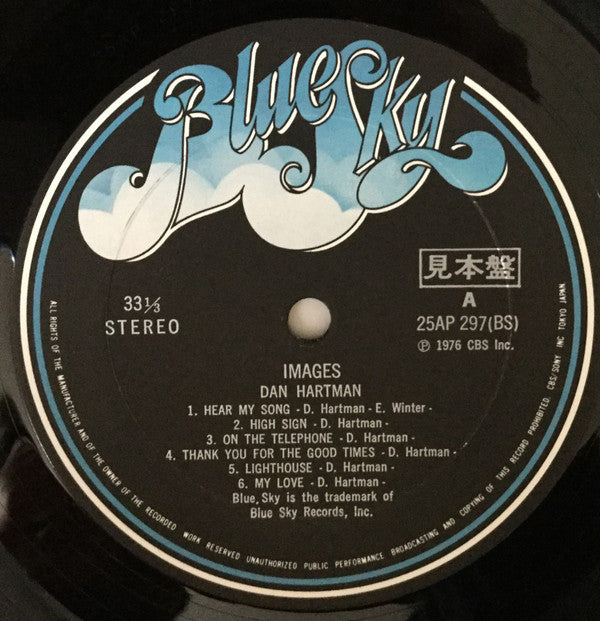 Blue Sky
33 1/3
STEREO
見本盤
A
25AP 297(BS)
Ⓟ 1976 CBS Inc.
IMAGES
DAN HARTMAN
1. HEAR MY SONG - D. Hartman- E. Winter -
2. HIGH SIGN - D. Hartman -
3. ON THE TELEPHONE - D. Hartman -
4. THANK YOU FOR THE GOOD TIMES - D. Hartman -
5. LIGHTHOUSE - D. Hartman -
6. MY LOVE - D. Hartman -
Blue Sky is the trademark of
Blue Sky Records, Inc.
ALL RIGHTS OF THE MANUFACTURER AND OF THE OWNER OF THE RECORDED WORK RESERVED UNAUTHORIZED PUBLIC PERFORMANCE BROADCASTING AND COPYING OF THIS RECORD PROHIBITED. CBS/SONY INC. TOKYO JAPAN